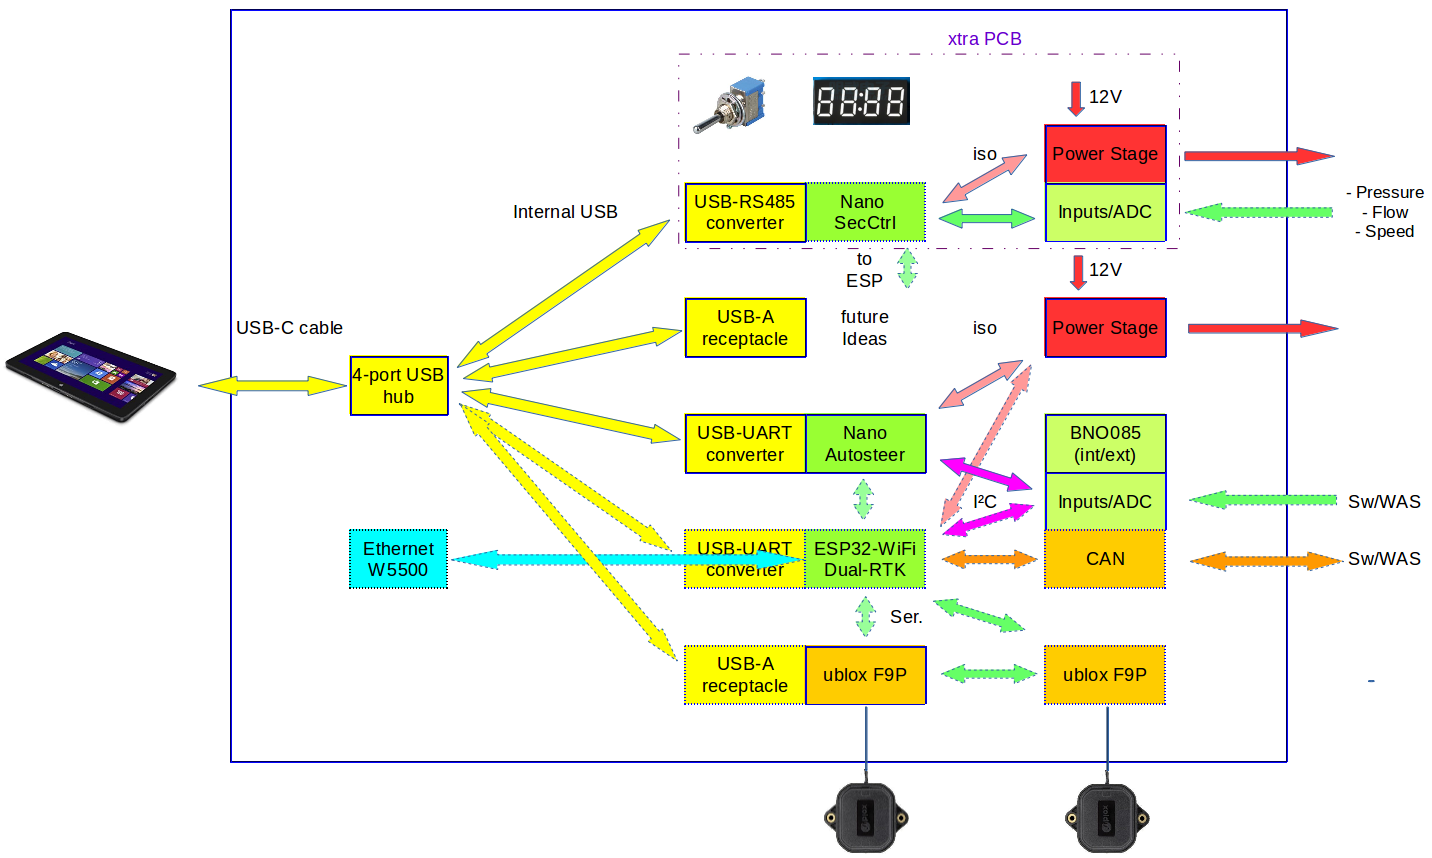 xtra PCB
88:88
12V
iso
Power Stage
USB-RS485
converter
Nano
SecCtrl
Inputs/ADC
- Pressure
- Flow
- Speed
Internal USB
to
ESP
12V
USB-C cable
USB-A
receptacle
future
Ideas
iso
Power Stage
4-port USB
hub
USB-UART
converter
Nano
Autosteer
BNO085
(int/ext)
I²C
Inputs/ADC
Sw/WAS
Ethernet
W5500
USB-UART
converter
ESP32-WiFi
Dual-RTK
CAN
Sw/WAS
Ser.
USB-A
receptacle
ublox F9P
ublox F9P